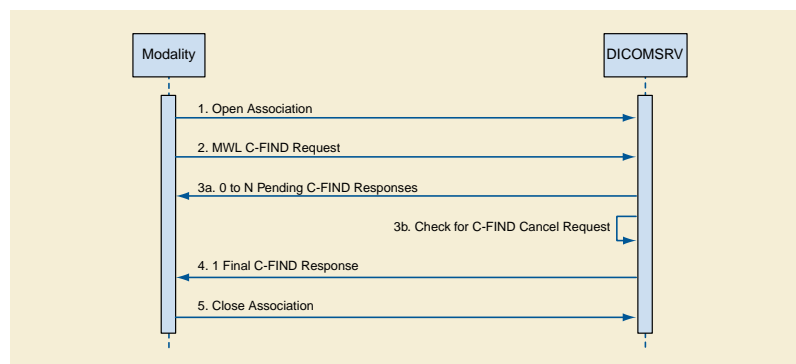 Modality
DICOMSRV
1. Open Association
2. MWL C-FIND Request
3a. 0 to N Pending C-FIND Responses
3b. Check for C-FIND Cancel Request
4. 1 Final C-FIND Response
5. Close Association